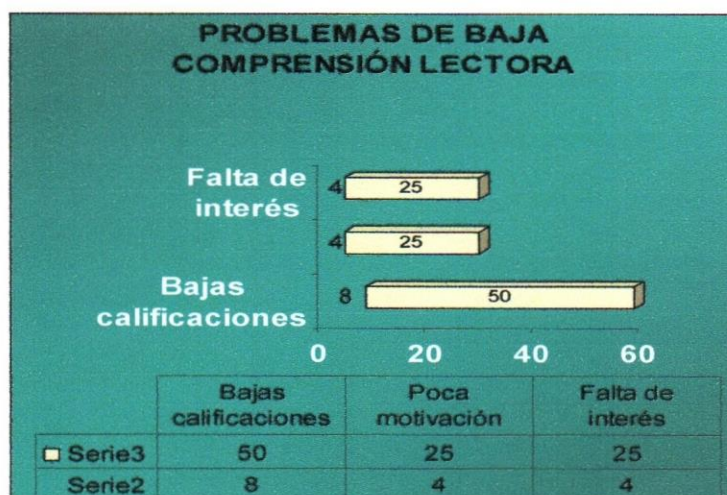 PROBLEMAS DE BAJA
COMPRENSIÓN LECTORA
Falta de
interés
4 25
4 25
Bajas
calificaciones
8 50
0 20 40 60
Bajas
calificaciones
Poca
motivación
Falta de
interés
Serie3 50 25 25
Serie2 8 4 4